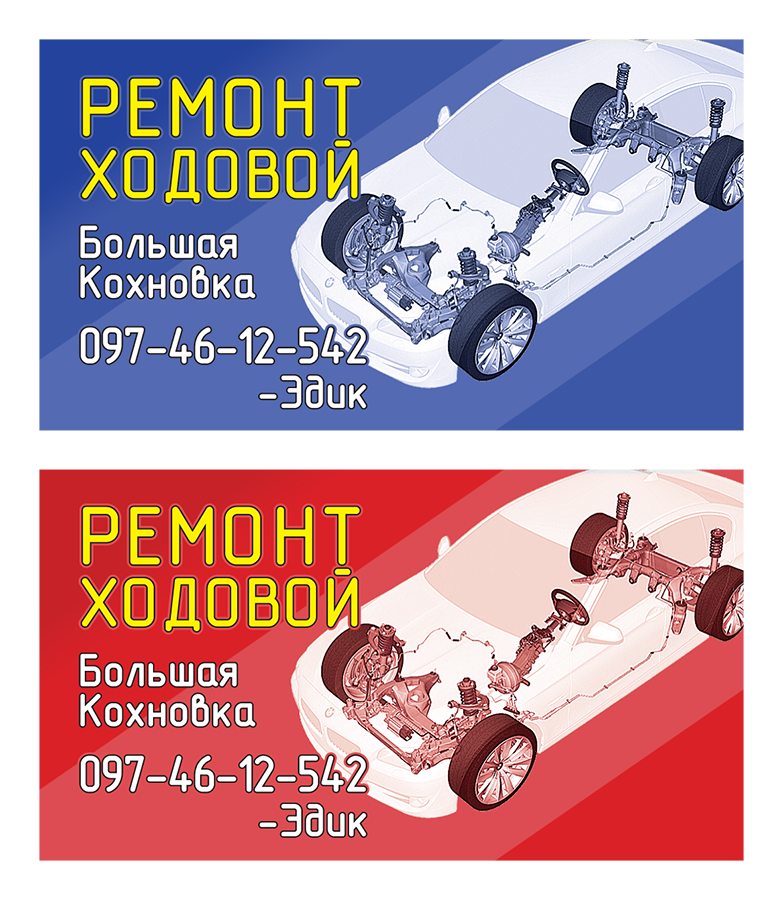 РЕМОНТ
ХОДОВОЙ
Большая
Кохновка
097-46-12-542
-Эдик
РЕМОНТ
ХОДОВОЙ
Большая
Кохновка
097-46-12-542
-Эдик